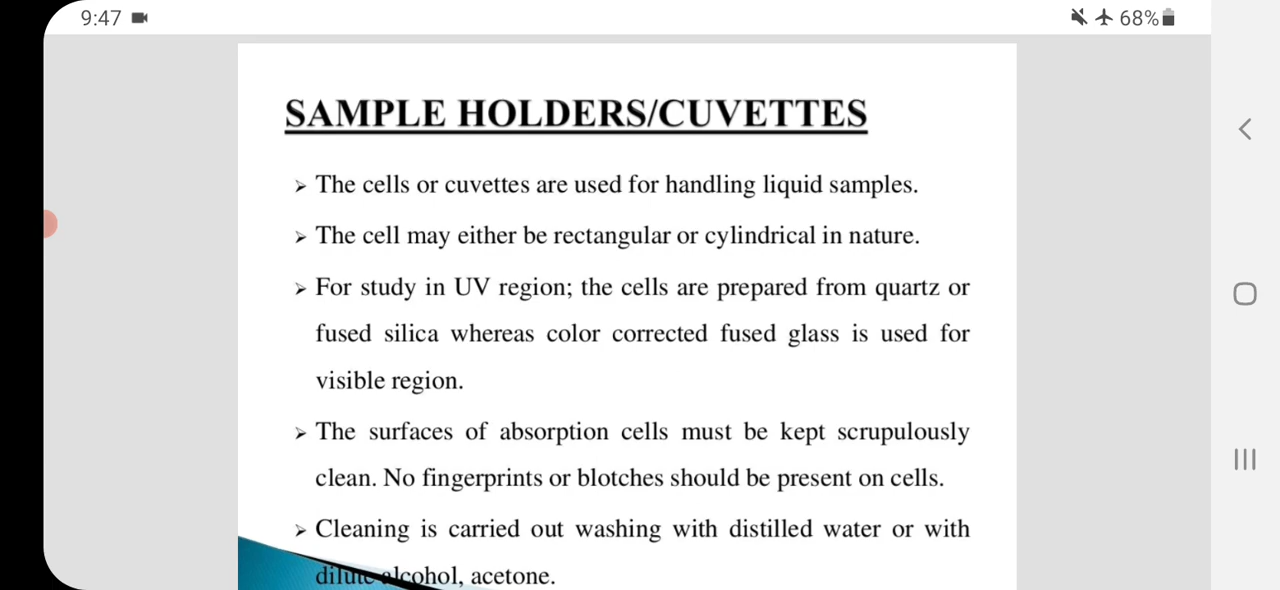 9:47
68%
SAMPLE HOLDERS/CUVETTES
➢ The cells or cuvettes are used for handling liquid samples.
➢ The cell may either be rectangular or cylindrical in nature.
➢ For study in UV region; the cells are prepared from quartz or
fused silica whereas color corrected fused glass is used for
visible region.
➢ The surfaces of absorption cells must be kept scrupulously
clean. No fingerprints or blotches should be present on cells.
➢ Cleaning is carried out washing with distilled water or with
dilute alcohol, acetone.